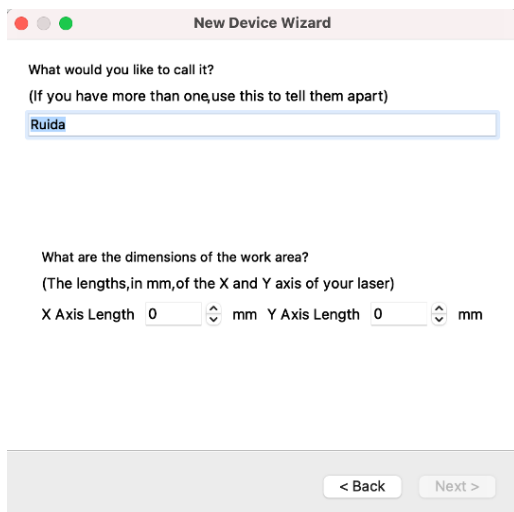 New Device Wizard
What would you like to call it?
(If you have more than one,use this to tell them apart)
Ruida
What are the dimensions of the work area?
(The lengths,in mm,of the X and Y axis of your laser)
X Axis Length 0 mm Y Axis Length 0 mm
< Back Next >